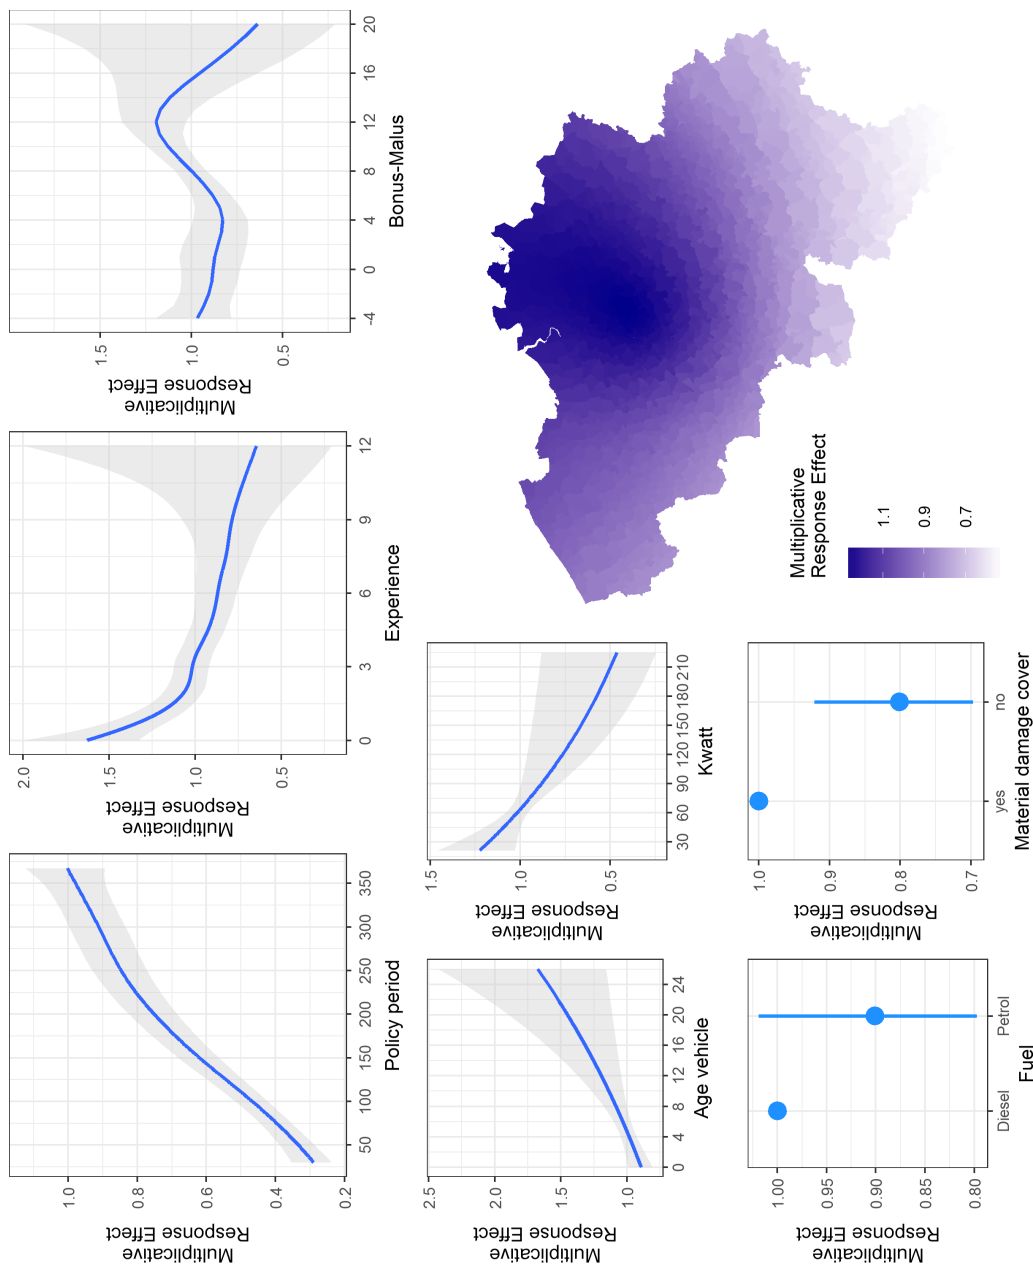 Multiplicative
Response Effect
1.0
0.8
0.6
0.4
0.2
50
100
150
200
250
300
350
Policy period
Multiplicative
Response Effect
2.0
1.5
1.0
0.5
0
3
6
9
12
Experience
Multiplicative
Response Effect
1.5
1.0
0.5
-4
0
4
8
12
16
20
Bonus-Malus
Multiplicative
Response Effect
2.5
2.0
1.5
1.0
0
4
8
12
16
20
24
Age vehicle
Multiplicative
Response Effect
1.5
1.0
0.5
30
60
90
120
150
180
210
Kwatt
Multiplicative
Response Effect
1.1
0.9
0.7
Multiplicative
Response Effect
1.00
0.95
0.90
0.85
0.80
Diesel
Petrol
Fuel
Multiplicative
Response Effect
1.0
0.9
0.8
0.7
yes
no
Material damage cover